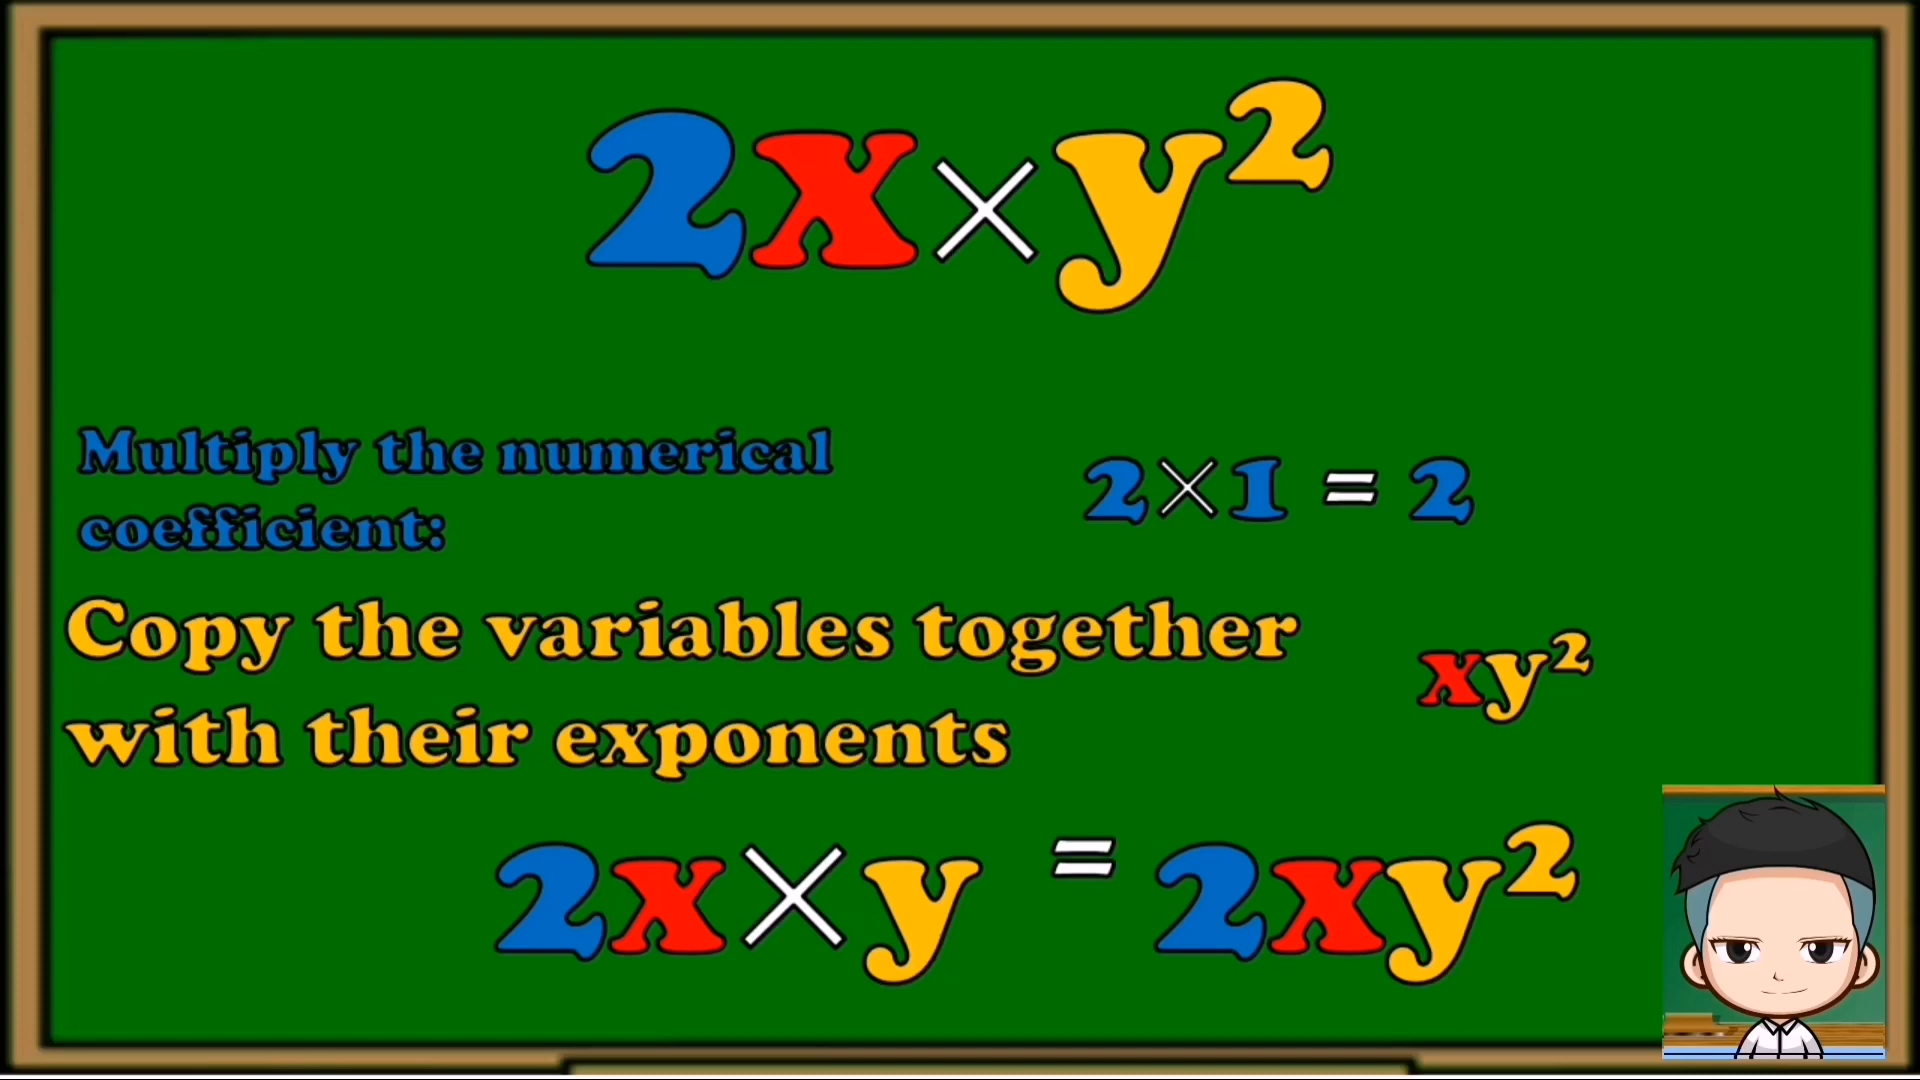 2x×y²
Multiply the numerical
coefficient:
2×1 = 2
Copy the variables together
with their exponents
xy²
2x×y = 2xy²